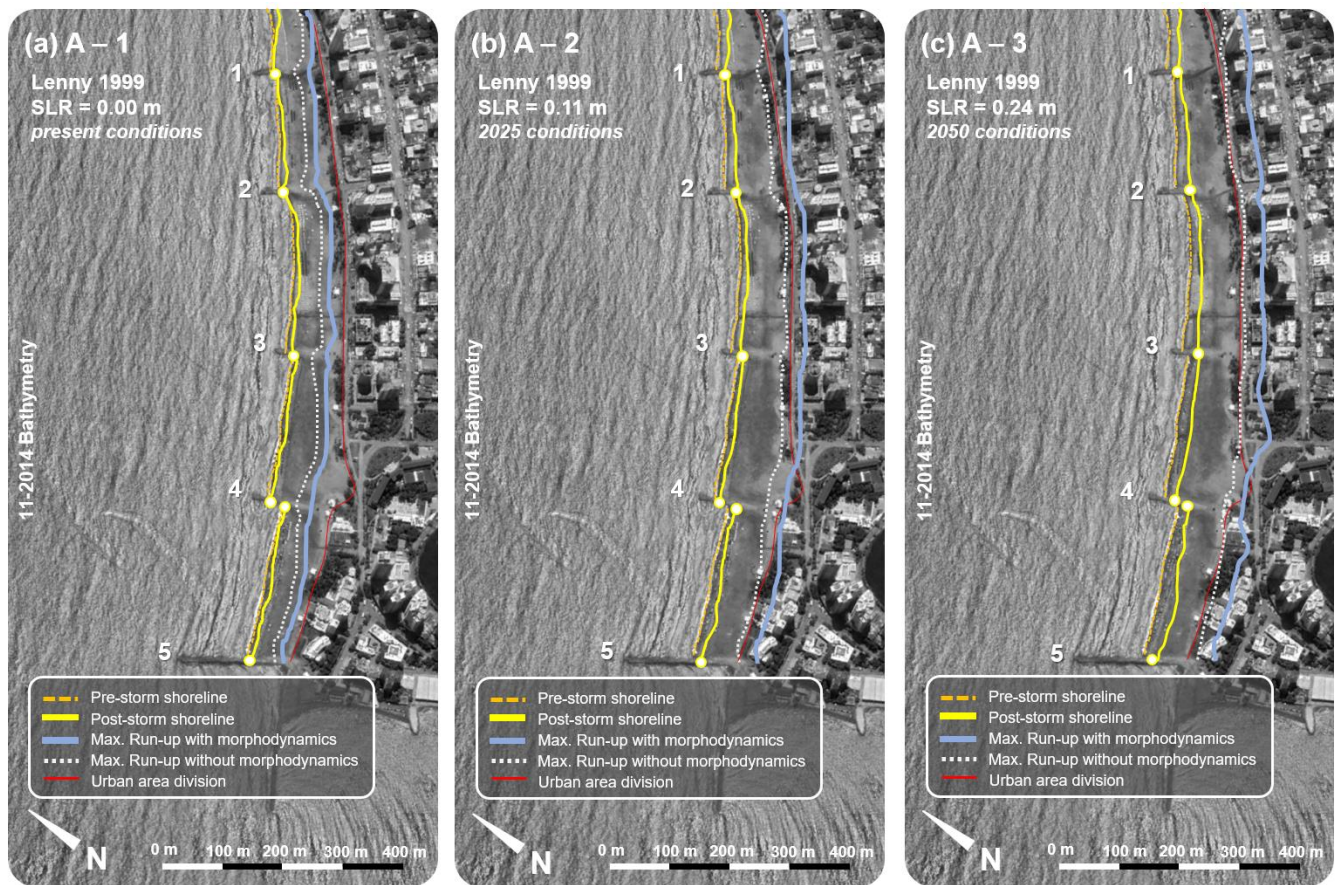 (a) A – 1
Lenny 1999
SLR = 0.00 m
present conditions
1
2
3
4
5
11-2014 Bathymetry
Pre-storm shoreline
Post-storm shoreline
Max. Run-up with morphodynamics
Max. Run-up without morphodynamics
Urban area division
N
0 m 100 m 200 m 300 m 400 m
(b) A – 2
Lenny 1999
SLR = 0.11 m
2025 conditions
1
2
3
4
5
11-2014 Bathymetry
Pre-storm shoreline
Post-storm shoreline
Max. Run-up with morphodynamics
Max. Run-up without morphodynamics
Urban area division
N
0 m 100 m 200 m 300 m 400 m
(c) A – 3
Lenny 1999
SLR = 0.24 m
2050 conditions
1
2
3
4
5
11-2014 Bathymetry
Pre-storm shoreline
Post-storm shoreline
Max. Run-up with morphodynamics
Max. Run-up without morphodynamics
Urban area division
N
0 m 100 m 200 m 300 m 400 m